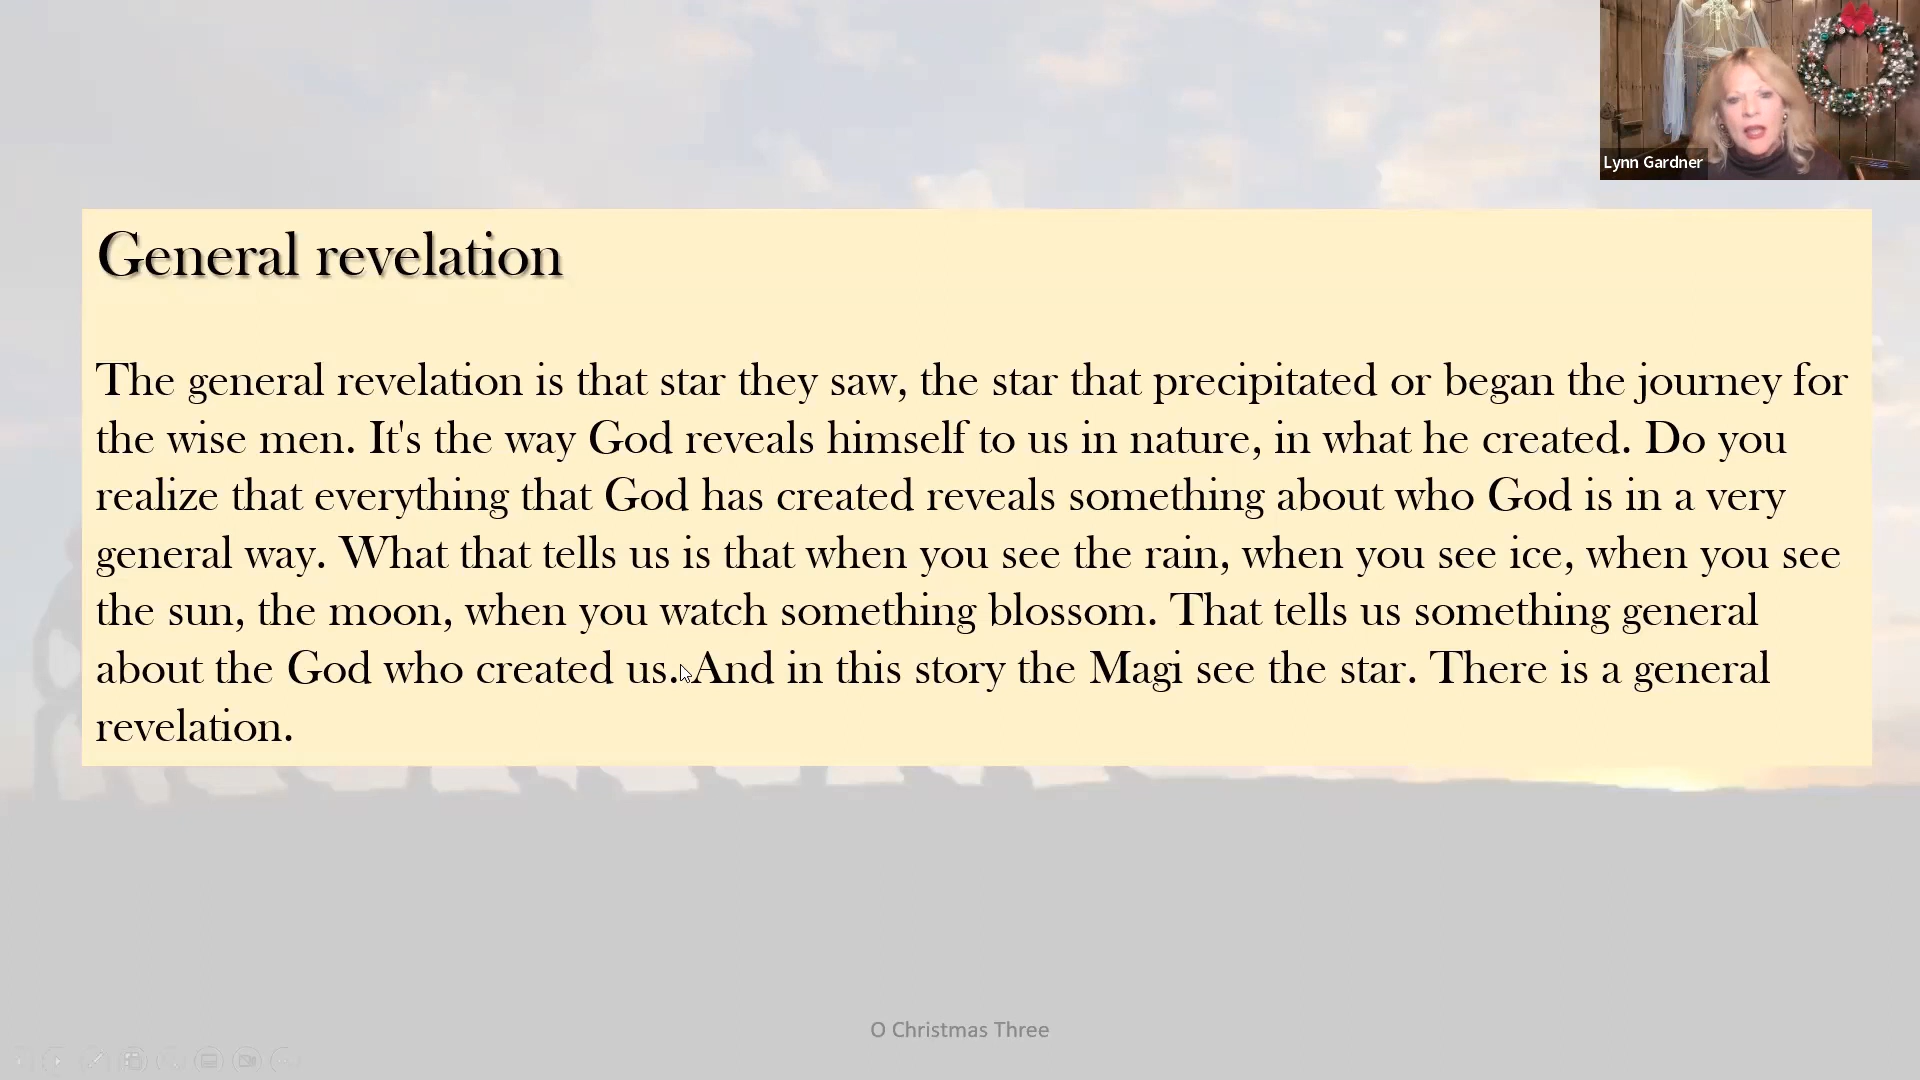 Lynn Gardner
General revelation
The general revelation is that star they saw, the star that precipitated or began the journey for
the wise men. It's the way God reveals himself to us in nature, in what he created. Do you
realize that everything that God has created reveals something about who God is in a very
general way. What that tells us is that when you see the rain, when you see ice, when you see
the sun, the moon, when you watch something blossom. That tells us something general
about the God who created us. And in this story the Magi see the star. There is a general
revelation.
O Christmas Three